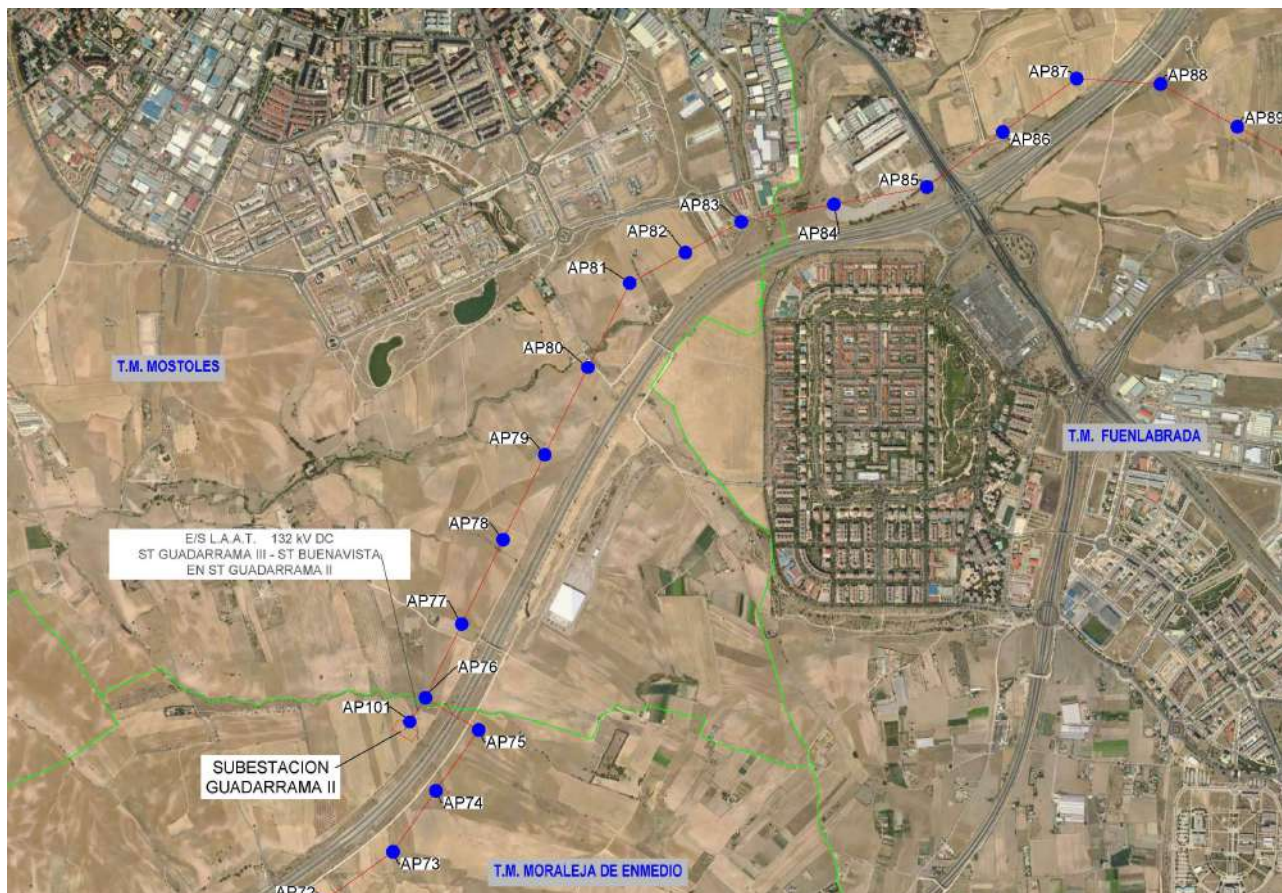 AP87
AP88
AP89
AP86
AP85
AP83
AP84
AP82
AP81
AP80
T.M. MOSTOLES
AP79
T.M. FUENLABRADA
AP78
E/S L.A.A.T. 132 kV DC
ST GUADARRAMA III - ST BUENAVISTA
EN ST GUADARRAMA II
AP77
AP76
AP101
AP75
SUBESTACION
GUADARRAMA II
AP74
AP73
T.M. MORALEJA DE ENMEDIO
AP72